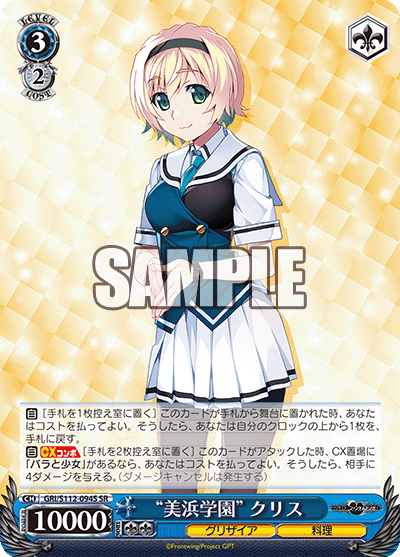 LEVEL
3
2
COST
SAMPLE
[手札を1枚控え室に置く] このカードが手札から舞台に置かれた時、あなた
はコストを払ってよい。そうしたら、あなたは自分のクロックの上から1枚を、
手札に戻す。
CXコンボ [手札を2枚控え室に置く] このカードがアタックした時、CX置場に
「バラと少女」があるなら、あなたはコストを払ってよい。そうしたら、相手に4
ダメージを与える。(ダメージキャンセルは発生する)
CH GRI/S112-094S SR
“美浜学園” クリス
10000
グリザイア
料理
©Frontwing/Project GPT